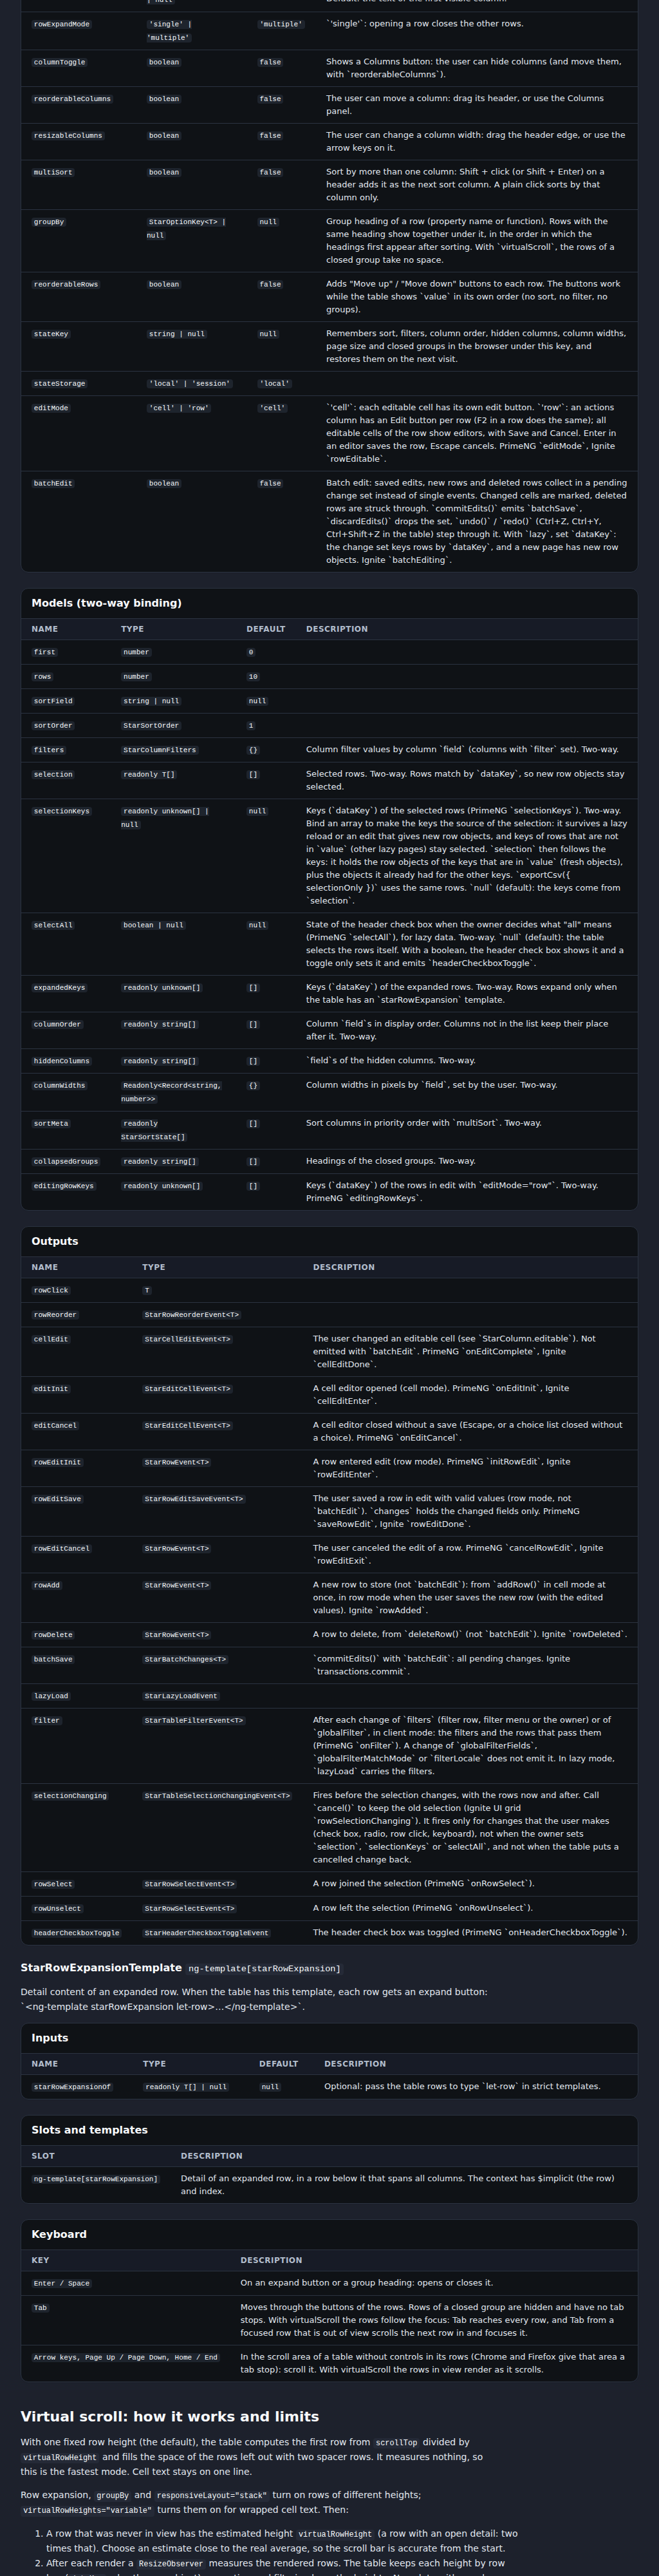 | null
Default: the text of the first visible column.
rowExpandMode 'single' | 'multiple' 'multiple' `'single'`: opening a row closes the other rows.
columnToggle boolean false Shows a Columns button: the user can hide columns (and move them,
with `reorderableColumns`).
reorderableColumns boolean false The user can move a column: drag its header, or use the Columns
panel.
resizableColumns boolean false The user can change a column width: drag the header edge, or use the
arrow keys on it.
multiSort boolean false Sort by more than one column: Shift + click (or Shift + Enter) on a
header adds it as the next sort column. A plain click sorts by that
column only.
groupBy StarOptionKey<T> | null null Group heading of a row (property name or function). Rows with the
same heading show together under it, in the order in which the
headings first appear after sorting. With `virtualScroll`, the rows of a
closed group take no space.
reorderableRows boolean false Adds "Move up" / "Move down" buttons to each row. The buttons work
while the table shows `value` in its own order (no sort, no filter, no
groups).
stateKey string | null null Remembers sort, filters, column order, hidden columns, column widths,
page size and closed groups in the browser under this key, and
restores them on the next visit.
stateStorage 'local' | 'session' 'local'
editMode 'cell' | 'row' 'cell' `'cell'`: each editable cell has its own edit button. `'row'`: an actions
column has an Edit button per row (F2 in a row does the same); all
editable cells of the row show editors, with Save and Cancel. Enter in
an editor saves the row, Escape cancels. PrimeNG `editMode`, Ignite
`rowEditable`.
batchEdit boolean false Batch edit: saved edits, new rows and deleted rows collect in a pending
change set instead of single events. Changed cells are marked, deleted
rows are struck through. `commitEdits()` emits `batchSave`,
`discardEdits()` drops the set, `undo()` / `redo()` (Ctrl+Z, Ctrl+Y,
Ctrl+Shift+Z in the table) step through it. With `lazy`, set `dataKey`:
the change set keys rows by `dataKey`, and a new page has new row
objects. Ignite `batchEditing`.
Models (two-way binding)
NAME TYPE DEFAULT DESCRIPTION
first number 0
rows number 10
sortField string | null null
sortOrder StarSortOrder 1
filters StarColumnFilters {} Column filter values by column `field` (columns with `filter` set). Two-way.
selection readonly T[] [] Selected rows. Two-way. Rows match by `dataKey`, so new row objects stay
selected.
selectionKeys readonly unknown[] | null null Keys (`dataKey`) of the selected rows (PrimeNG `selectionKeys`). Two-way.
Bind an array to make the keys the source of the selection: it survives a lazy
reload or an edit that gives new row objects, and keys of rows that are not
in `value` (other lazy pages) stay selected. `selection` then follows the
keys: it holds the row objects of the keys that are in `value` (fresh objects),
plus the objects it already had for the other keys. `exportCsv({
selectionOnly })` uses the same rows. `null` (default): the keys come from
`selection`.
selectAll boolean | null null State of the header check box when the owner decides what "all" means
(PrimeNG `selectAll`), for lazy data. Two-way. `null` (default): the table
selects the rows itself. With a boolean, the header check box shows it and a
toggle only sets it and emits `headerCheckboxToggle`.
expandedKeys readonly unknown[] [] Keys (`dataKey`) of the expanded rows. Two-way. Rows expand only when
the table has an `starRowExpansion` template.
columnOrder readonly string[] [] Column `field`s in display order. Columns not in the list keep their place
after it. Two-way.
hiddenColumns readonly string[] [] `field`s of the hidden columns. Two-way.
columnWidths Readonly<Record<string, number>> {} Column widths in pixels by `field`, set by the user. Two-way.
sortMeta readonly StarSortState[] [] Sort columns in priority order with `multiSort`. Two-way.
collapsedGroups readonly string[] [] Headings of the closed groups. Two-way.
editingRowKeys readonly unknown[] [] Keys (`dataKey`) of the rows in edit with `editMode="row"`. Two-way.
PrimeNG `editingRowKeys`.
Outputs
NAME TYPE DESCRIPTION
rowClick T
rowReorder StarRowReorderEvent<T>
cellEdit StarCellEditEvent<T> The user changed an editable cell (see `StarColumn.editable`). Not
emitted with `batchEdit`. PrimeNG `onEditComplete`, Ignite
`cellEditDone`.
editInit StarEditCellEvent<T> A cell editor opened (cell mode). PrimeNG `onEditInit`, Ignite
`cellEditEnter`.
editCancel StarEditCellEvent<T> A cell editor closed without a save (Escape, or a choice list closed without
a choice). PrimeNG `onEditCancel`.
rowEditInit StarRowEvent<T> A row entered edit (row mode). PrimeNG `initRowEdit`, Ignite
`rowEditEnter`.
rowEditSave StarRowEditSaveEvent<T> The user saved a row in edit with valid values (row mode, not
`batchEdit`). `changes` holds the changed fields only. PrimeNG
`saveRowEdit`, Ignite `rowEditDone`.
rowEditCancel StarRowEvent<T> The user canceled the edit of a row. PrimeNG `cancelRowEdit`, Ignite
`rowEditExit`.
rowAdd StarRowEvent<T> A new row to store (not `batchEdit`): from `addRow()` in cell mode at
once, in row mode when the user saves the new row (with the edited
values). Ignite `rowAdded`.
rowDelete StarRowEvent<T> A row to delete, from `deleteRow()` (not `batchEdit`). Ignite `rowDeleted`.
batchSave StarBatchChanges<T> `commitEdits()` with `batchEdit`: all pending changes. Ignite
`transactions.commit`.
lazyLoad StarLazyLoadEvent
filter StarTableFilterEvent<T> After each change of `filters` (filter row, filter menu or the owner) or of
`globalFilter`, in client mode: the filters and the rows that pass them
(PrimeNG `onFilter`). A change of `globalFilterFields`,
`globalFilterMatchMode` or `filterLocale` does not emit it. In lazy mode,
`lazyLoad` carries the filters.
selectionChanging StarTableSelectionChangingEvent<T> Fires before the selection changes, with the rows now and after. Call
`cancel()` to keep the old selection (Ignite UI grid
`rowSelectionChanging`). It fires only for changes that the user makes
(check box, radio, row click, keyboard), not when the owner sets
`selection`, `selectionKeys` or `selectAll`, and not when the table puts a
cancelled change back.
rowSelect StarRowSelectEvent<T> A row joined the selection (PrimeNG `onRowSelect`).
rowUnselect StarRowSelectEvent<T> A row left the selection (PrimeNG `onRowUnselect`).
headerCheckboxToggle StarHeaderCheckboxToggleEvent The header check box was toggled (PrimeNG `onHeaderCheckboxToggle`).
StarRowExpansionTemplate ng-template[starRowExpansion]
Detail content of an expanded row. When the table has this template, each row gets an expand button:
`<ng-template starRowExpansion let-row>...</ng-template>`.
Inputs
NAME TYPE DEFAULT DESCRIPTION
starRowExpansionOf readonly T[] | null null Optional: pass the table rows to type `let-row` in strict templates.
Slots and templates
SLOT DESCRIPTION
ng-template[starRowExpansion] Detail of an expanded row, in a row below it that spans all columns. The context has $implicit (the row)
and index.
Keyboard
KEY DESCRIPTION
Enter / Space On an expand button or a group heading: opens or closes it.
Tab Moves through the buttons of the rows. Rows of a closed group are hidden and have no tab
stops. With virtualScroll the rows follow the focus: Tab reaches every row, and Tab from a
focused row that is out of view scrolls the next row in and focuses it.
Arrow keys, Page Up / Page Down, Home / End In the scroll area of a table without controls in its rows (Chrome and Firefox give that area a
tab stop): scroll it. With virtualScroll the rows in view render as it scrolls.
Virtual scroll: how it works and limits
With one fixed row height (the default), the table computes the first row from scrollTop divided by
virtualRowHeight and fills the space of the rows left out with two spacer rows. It measures nothing, so
this is the fastest mode. Cell text stays on one line.
Row expansion, groupBy and responsiveLayout="stack" turn on rows of different heights;
virtualRowHeights="variable" turns them on for wrapped cell text. Then:
1. A row that was never in view has the estimated height virtualRowHeight (a row with an open detail: two
times that). Choose an estimate close to the real average, so the scroll bar is accurate from the start.
2. After each render a ResizeObserver measures the rendered rows. The table keeps each height by row